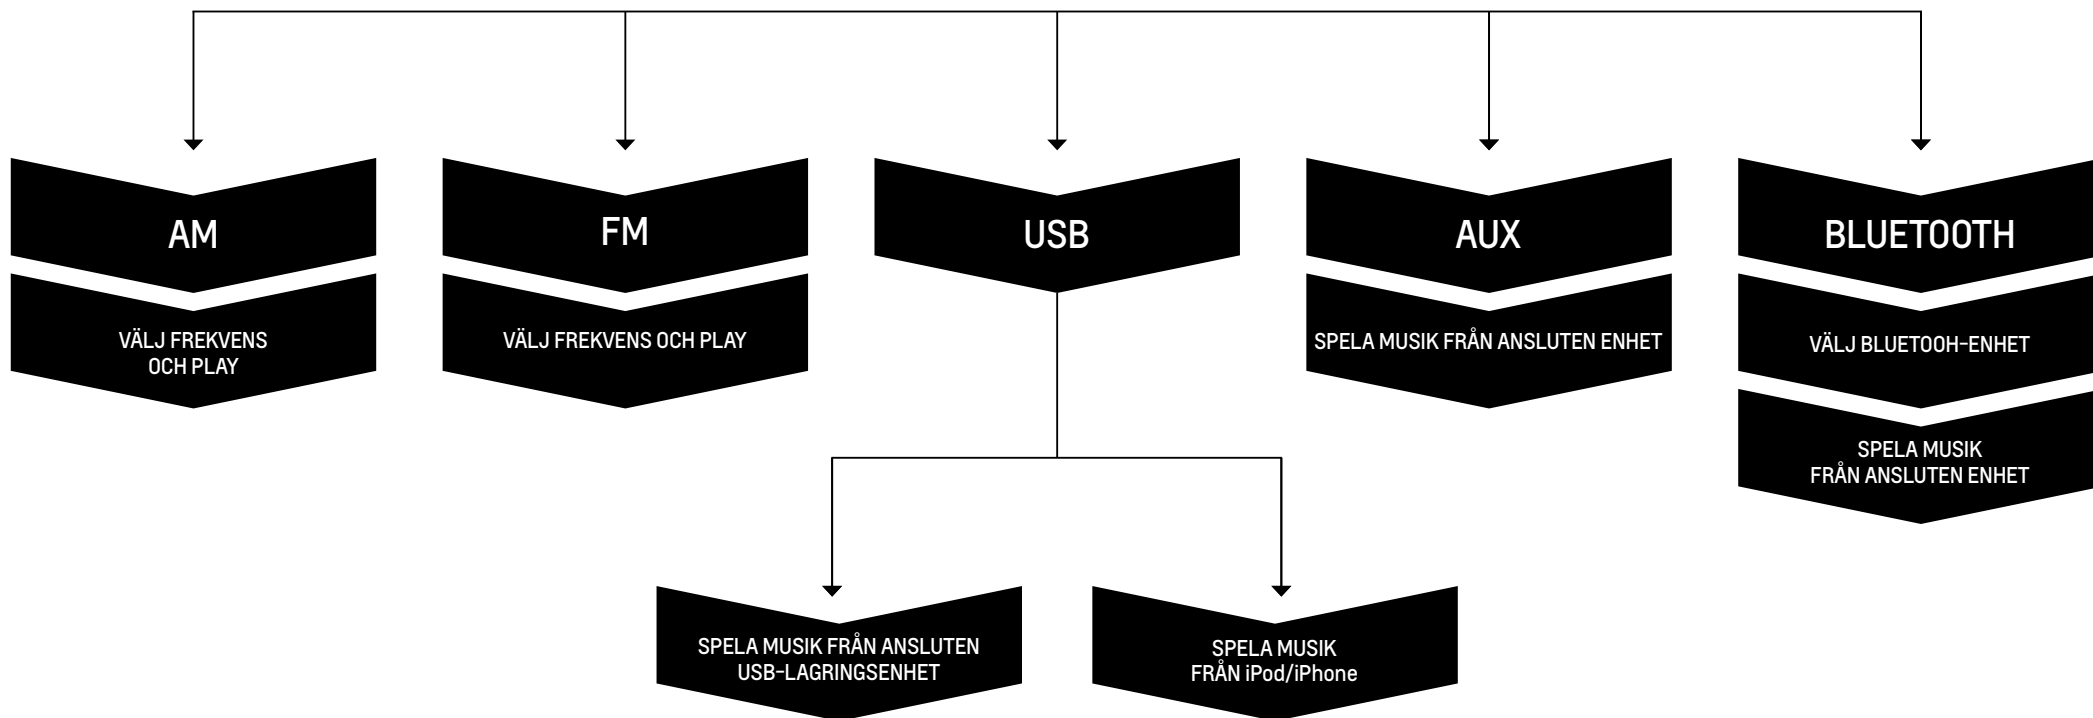 AM
VÄLJ FREKVENS
OCH PLAY
FM
VÄLJ FREKVENS OCH PLAY
USB
SPELA MUSIK FRÅN ANSLUTEN
USB-LAGRINGSENHET
SPELA MUSIK
FRÅN iPod/iPhone
AUX
SPELA MUSIK FRÅN ANSLUTEN ENHET
BLUETOOTH
VÄLJ BLUETOOH-ENHET
SPELA MUSIK
FRÅN ANSLUTEN ENHET